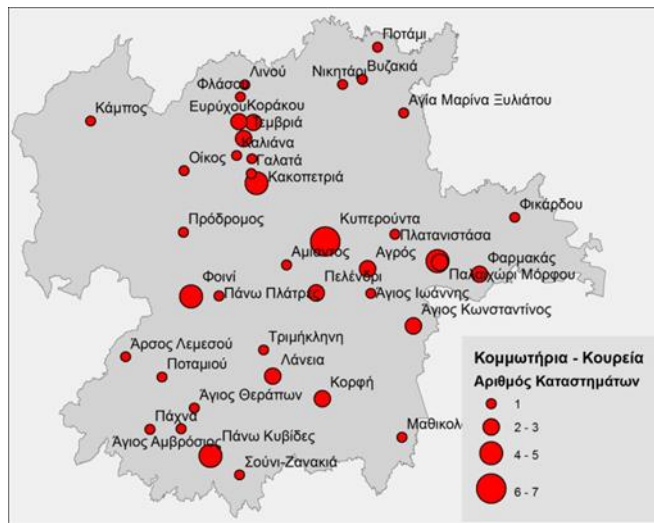 Ποτάμι
Λινού
Νικητάρι
Βυζακιά
Φλάσου
Κάμπος
Ευρύχου
Κοράκου
Αγία Μαρίνα Ξυλιάτου
Τεμβριά
Καλιάνα
Οίκος
Γαλατά
Κακοπετριά
Φικάρδου
Πρόδρομος
Κυπερούντα
Πλατανιστάσα
Αμίαντος
Αγρός
Φαρμακάς
Φοινί
Πελένδρι
Παλαιχώρι Μόρφου
Πάνω Πλάτρες
Άγιος Ιωάννης
Άγιος Κωνσταντίνος
Άρσος Λεμεσού
Τριμήκληνη
Ποταμιού
Λάνεια
Κορφή
Άγιος Θεράπων
Πάχνα
Μαθικολ
Άγιος Αμβρόσιος
Πάνω Κυβίδες
Σούνι-Ζανακιά
Κομμωτήρια - Κουρεία
Αριθμός Καταστημάτων
1
2 - 3
4 - 5
6 - 7